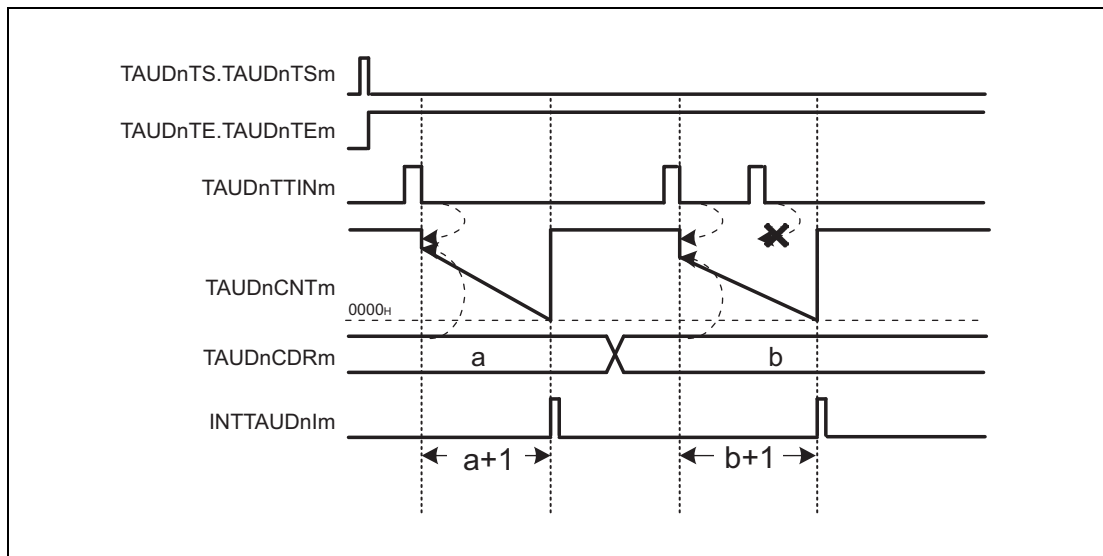 TAUDnTS.TAUDnTSm
TAUDnTE.TAUDnTEm
TAUDnTTINm
TAUDnCNTm
0000H
TAUDnCDRm
a
b
INTTAUDnIm
a+1
b+1